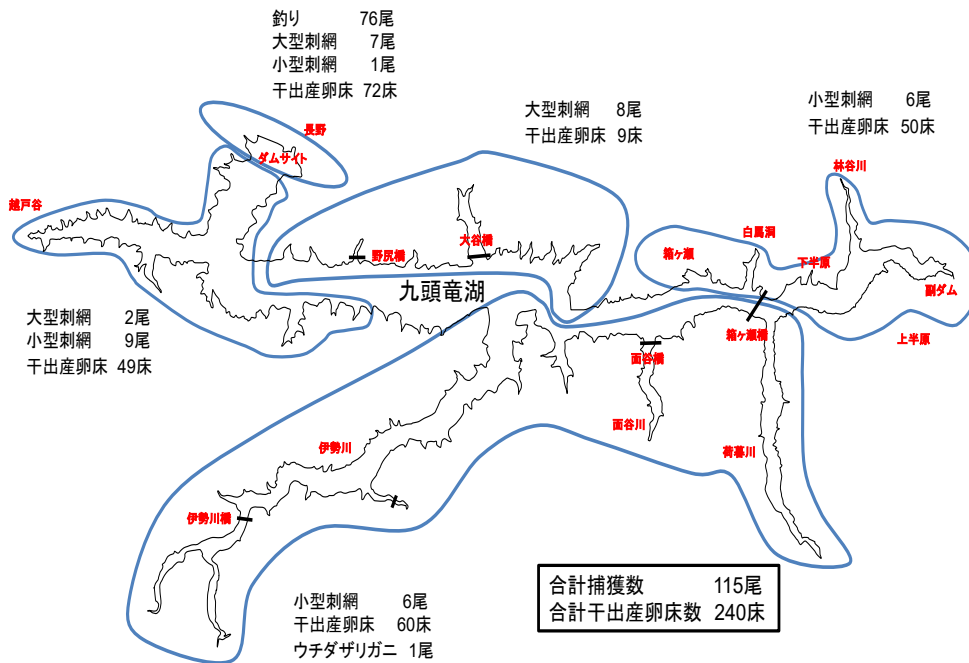 釣り 76尾
大型刺網 7尾
小型刺網 1尾
干出産卵床 72床
大型刺網 8尾
干出産卵床 9床
小型刺網 6尾
干出産卵床 50床
長野
ダムサイト
林谷川
越戸谷
野尻橋
大谷橋
白馬洞
箱ヶ瀬
下半原
副ダム
九頭竜湖
大型刺網 2尾
小型刺網 9尾
干出産卵床 49床
箱ヶ瀬橋
上半原
面谷橋
面谷川
伊勢川
荷暮川
伊勢川橋
小型刺網 6尾
干出産卵床 60床
ウチダザリガニ 1尾
合計捕獲数 115尾
合計干出産卵床数 240床